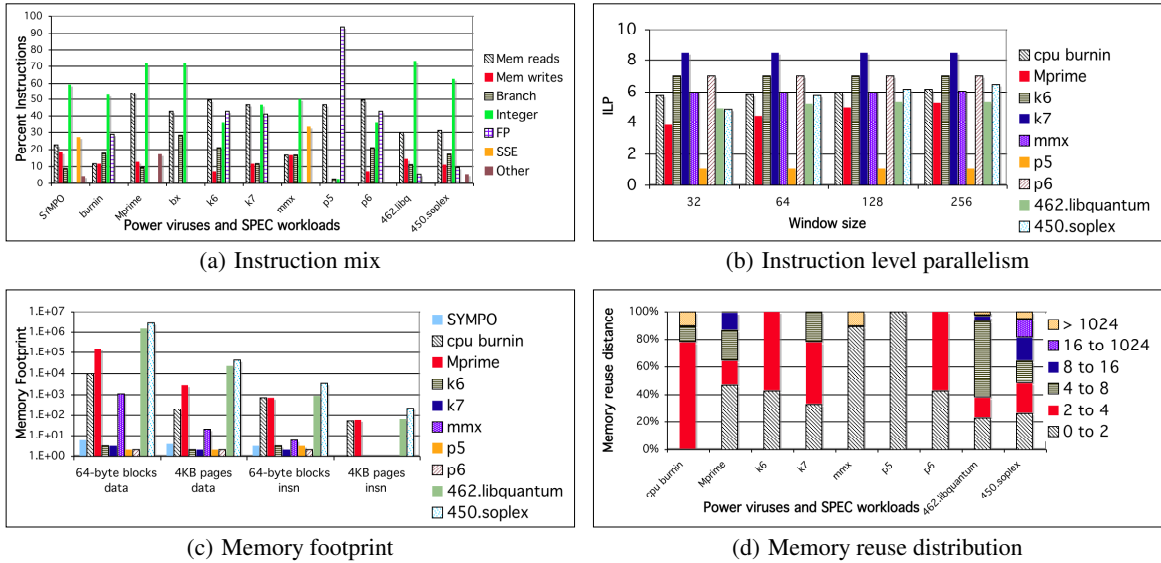 100
90
80
70
60
50
40
30
20
10
0
Percent Instructions
SYMPO
burnin
Mprime
bx
k6
k7
mmx
p5
p6
462.libq
450.soplex
Power viruses and SPEC workloads
Mem reads
Mem writes
Branch
Integer
FP
SSE
Other
(a) Instruction mix
10
8
6
4
2
0
ILP
32
64
128
256
Window size
cpu burnin
Mprime
k6
k7
mmx
p5
p6
462.libquantum
450.soplex
(b) Instruction level parallelism
1.E+07
1.E+06
1.E+05
1.E+04
1.E+03
1.E+02
1.E+01
1.E+00
Memory Footprint
64-byte blocks data
4KB pages data
64-byte blocks insn
4KB pages insn
SYMPO
cpu burnin
Mprime
k6
k7
mmx
p5
p6
462.libquantum
450.soplex
(c) Memory footprint
100%
80%
60%
40%
20%
0%
Memory reuse distance
cpu burnin
Mprime
k6
k7
mmx
p5
p6
462.libquantum
450.soplex
Power viruses and SPEC workloads
> 1024
16 to 1024
8 to 16
4 to 8
2 to 4
0 to 2
(d) Memory reuse distribution